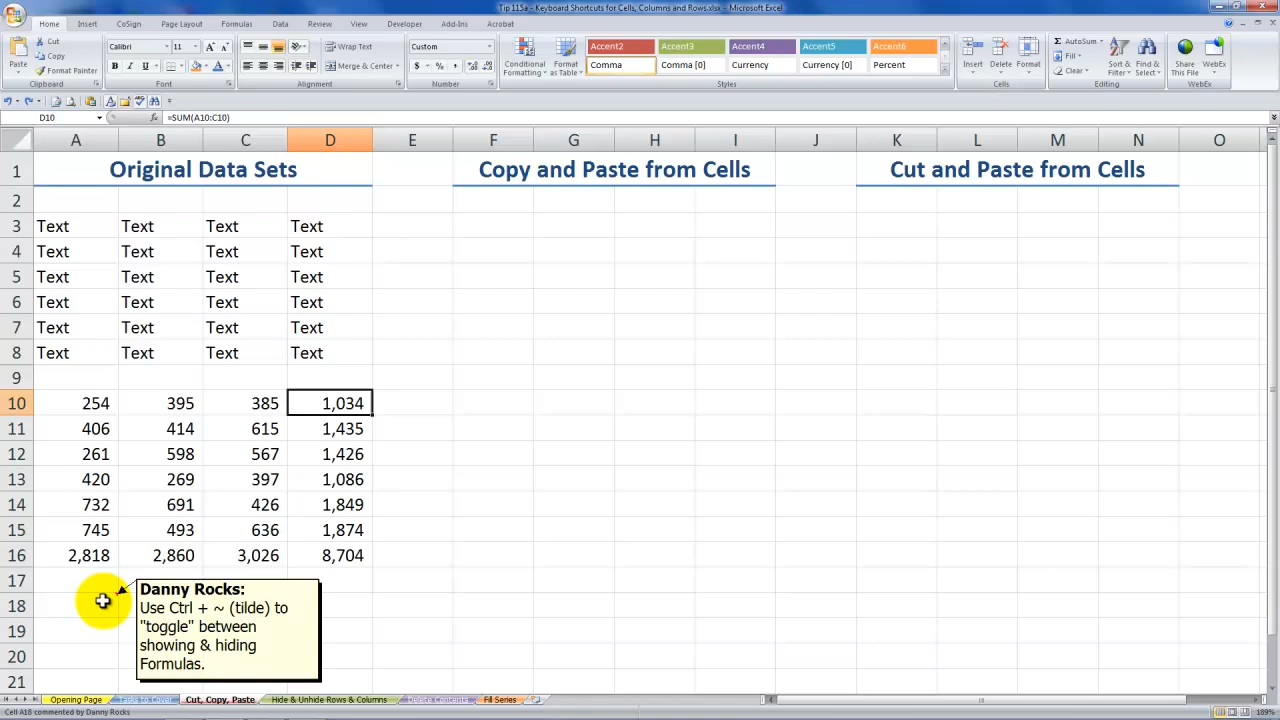 Tip 115a - Keyboard Shortcuts for Cells, Columns and Rows.xlsx - Microsoft Excel
Home Insert CoSign Page Layout Formulas Data Review View Developer Add-Ins Acrobat
Paste Cut Copy Format Painter Clipboard
Calibri 11 B I U Font
Wrap Text Merge & Center Alignment
Custom $ % , Number
Conditional Formatting Format as Table
Accent2 Accent3 Accent4 Accent5 Accent6
Comma Comma [0] Currency Currency [0] Percent
Styles
Insert Delete Format Cells
AutoSum Fill Clear Sort & Filter Find & Select Editing
Share This File WebEx WebEx
D10 fx =SUM(A10:C10)
A B C D E F G H I J K L M N O
1 Original Data Sets Copy and Paste from Cells Cut and Paste from Cells
2
3 Text Text Text Text
4 Text Text Text Text
5 Text Text Text Text
6 Text Text Text Text
7 Text Text Text Text
8 Text Text Text Text
9
10 254 395 385 1,034
11 406 414 615 1,435
12 261 598 567 1,426
13 420 269 397 1,086
14 732 691 426 1,849
15 745 493 636 1,874
16 2,818 2,860 3,026 8,704
17
18
19
20
21
Danny Rocks:
Use Ctrl + ~ (tilde) to
"toggle" between
showing & hiding
Formulas.
Opening Page Tasks to Cover Cut, Copy, Paste Hide & Unhide Rows & Columns Delete Contents Fill Series
Cell A18 commented by Danny Rocks 189%